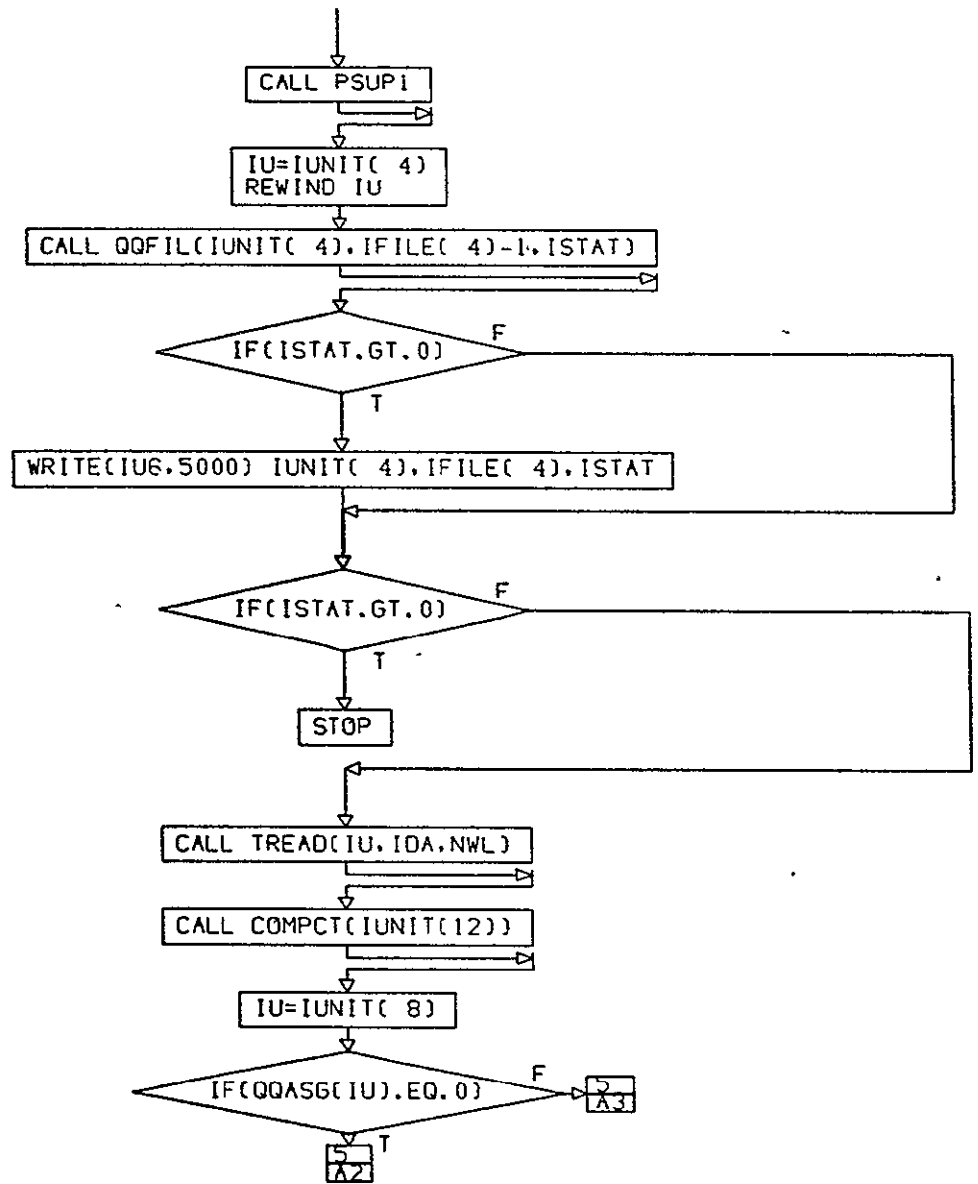 CALL PSUP1
IU=IUNIT( 4)
REWIND IU
CALL QQFIL(IUNIT( 4),IFILE( 4)-1,ISTAT)
IF(ISTAT.GT.0)
F
T
WRITE(IU6,5000) IUNIT( 4),IFILE( 4),ISTAT
IF(ISTAT.GT.0)
F
T
STOP
CALL TREAD(IU,IDA,NWL)
CALL COMPCT(IUNIT(12))
IU=IUNIT( 8)
IF(QQASG(IU).EQ.0)
F
5
A3
T
5
A2